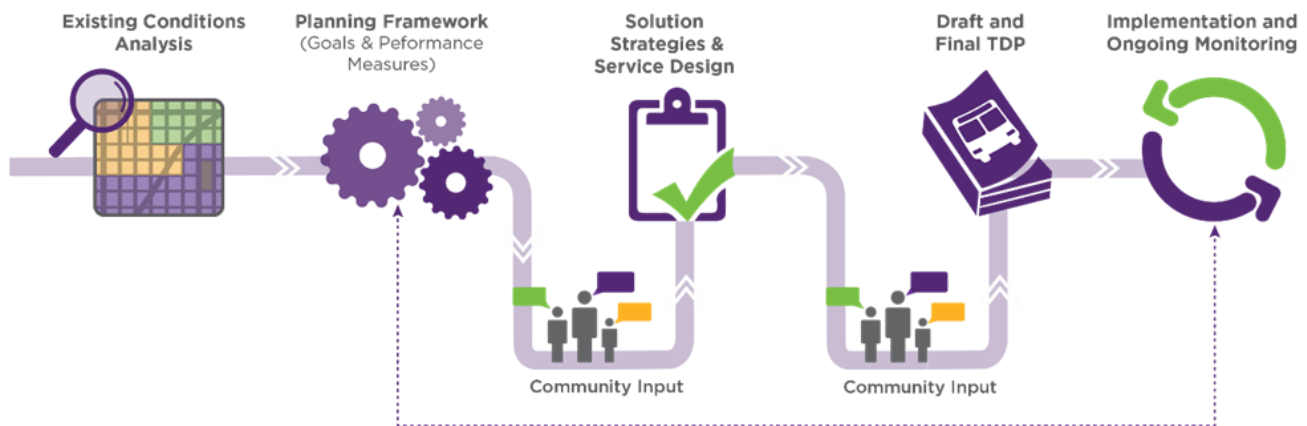 Existing Conditions
Analysis
Planning Framework
(Goals & Peformance
Measures)
Solution
Strategies &
Service Design
Draft and
Final TDP
Implementation and
Ongoing Monitoring
Community Input
Community Input